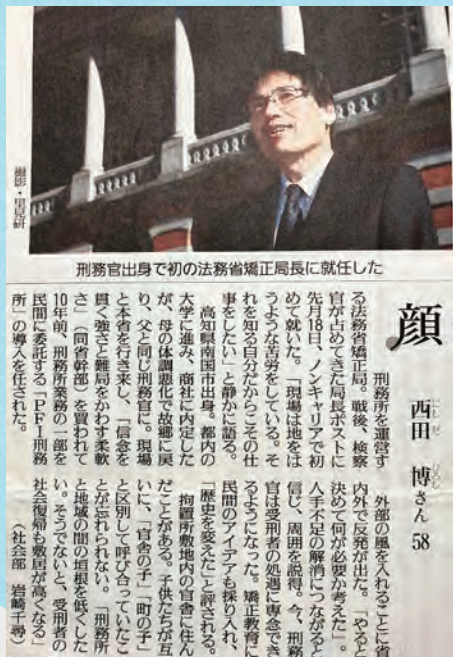 撮影・里見研
刑務官出身で初の法務省矯正局長に就任した
顔
西田 博さん 58
にしだ ひろむ
刑務所を運営す
る法務省矯正局。戦後、検察
官が占めてきた局長ポストに
先月18日、ノンキャリアで初
めて就いた。「現場は地をは
うような苦労をしている。そ
れを知る自分だからこその仕
事をしたい」と静かに語る。
高知県南国市出身。都内の
大学に進み、商社に内定した
が、母の体調悪化で故郷に戻
り、父と同じ刑務官に。現場
と本省を行き来し、「信念を
貫く強さと難局をかわす柔軟
さ」(同省幹部)を買われて
10年前、刑務所業務の一部を
民間に委託する「PFI刑務
所」の導入を任された。
外部の風を入れることに省
内外で反発が出た。「やると
決めて何が必要か考えた」。
人手不足の解消につながると
信じ、周囲を説得。今、刑務
官は受刑者の処遇に専念でき
るようになった。矯正教育に
民間のアイデアも採り入れ、
「歴史を変えた」と評される。
拘置所敷地内の官舎に住ん
だことがある。子供たちが互
いに、「官舎の子」「町の子」
と区別して呼び合っていたこ
とが忘れられない。「刑務所
と地域の間の垣根を低くした
い。そうでないと、受刑者の
社会復帰も敷居が高くなる」
(社会部 岩崎千尋)